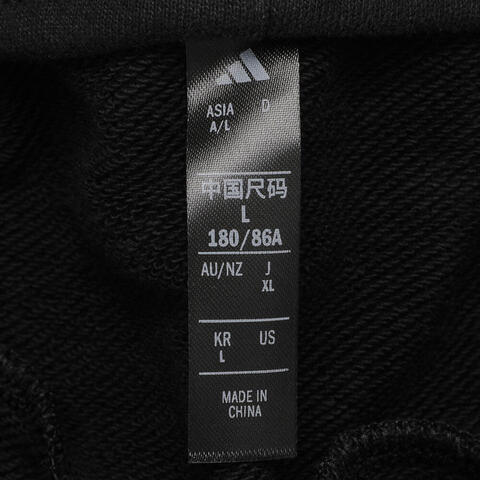 ASIA D
A/L
中国尺码
L
180/86A
AU/NZ J
XL
KR US
L
MADE IN
CHINA